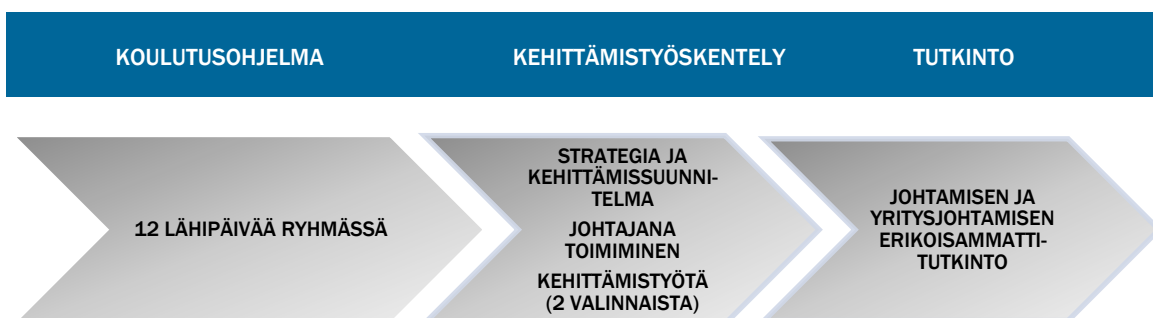 KOULUTUSOHJELMA
KEHITTÄMISTYÖSKENTELY
TUTKINTO
12 LÄHIPÄIVÄÄ RYHMÄSSÄ
STRATEGIA JA
KEHITTÄMISSUUNNI-
TELMA
JOHTAJANA
TOIMIMINEN
KEHITTÄMISTYÖTÄ
(2 VALINNAISTA)
JOHTAMISEN JA
YRITYSJOHTAMISEN
ERIKOISAMMATTI-
TUTKINTO